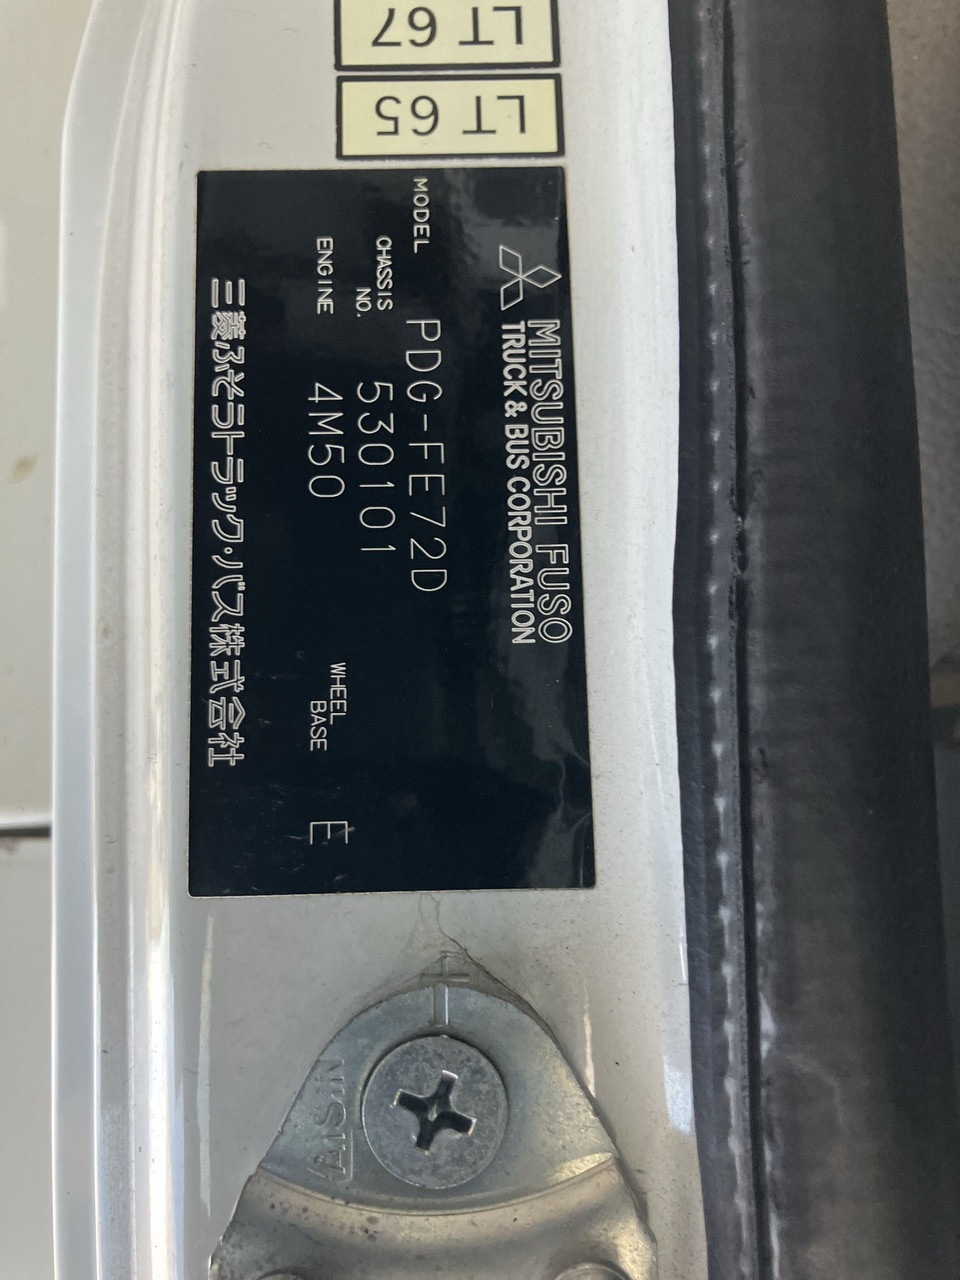 LT 67
LT 65
MITSUBISHI FUSO
TRUCK & BUS CORPORATION
MODEL PDG-FE72D
CHASSIS NO. 530101
ENGINE 4M50
WHEEL BASE E
三菱ふそうトラック・バス株式会社
AISIN